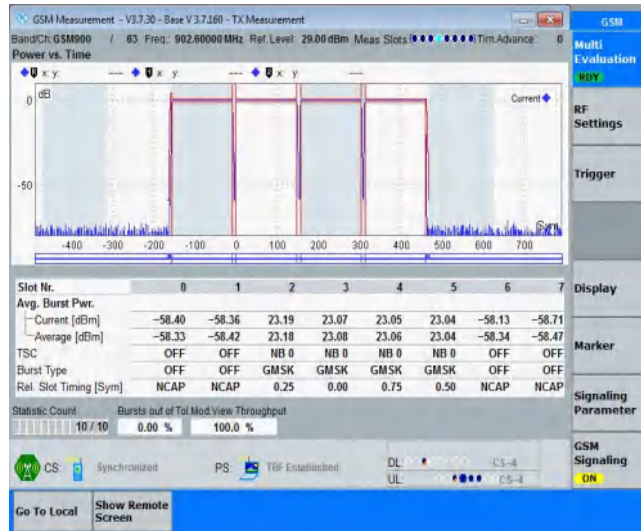 GSM Measurement - V3.7.30 - Base V 3.7.160 - TX Measurement
GSM
Band/Ch: GSM900 / 63 Freq.: 902.60000 MHz Ref. Level: 29.00 dBm Meas Slots Tim.Advance: 0
Multi Evaluation
RDY
Power vs. Time
x: y: --- x: y: --- x: y: ---
dB
Current
0
-50
Sym
-400 -300 -200 -100 0 100 200 300 400 500 600 700
RF Settings
Trigger
Slot Nr. 0 1 2 3 4 5 6 7
Avg. Burst Pwr.
Current [dBm] -58.40 -58.36 23.19 23.07 23.05 23.04 -58.13 -58.71
Average [dBm] -58.33 -58.42 23.18 23.08 23.06 23.04 -58.34 -58.47
TSC OFF OFF NB 0 NB 0 NB 0 NB 0 OFF OFF
Burst Type OFF OFF GMSK GMSK GMSK GMSK OFF OFF
Rel. Slot Timing [Sym] NCAP NCAP 0.25 0.00 0.75 0.50 NCAP NCAP
Display
Marker
Signaling Parameter
Statistic Count Bursts out of Tol. Mod.View Throughput
10 / 10 0.00 % 100.0 %
CS: Synchronized PS: TBF Established DL: CS-4
UL: CS-4
GSM Signaling
ON
Go To Local
Show Remote Screen